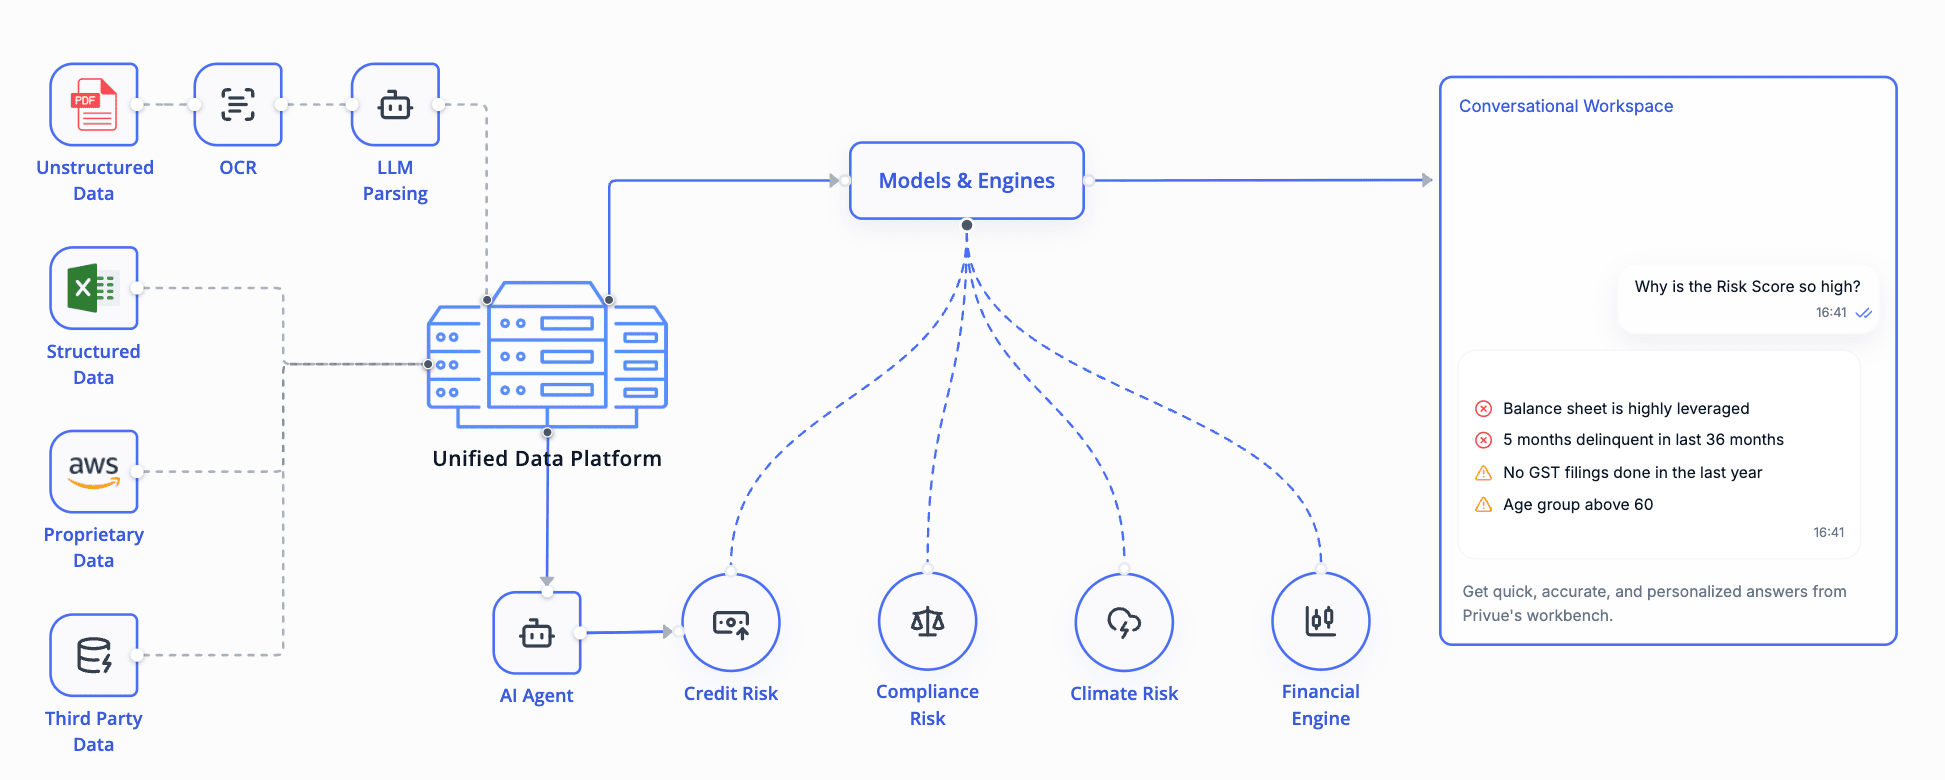 PDF
Unstructured
Data
OCR
LLM
Parsing
X
Structured
Data
aws
Proprietary
Data
Third Party
Data
Unified Data Platform
AI Agent
Models & Engines
Credit Risk
Compliance
Risk
Climate Risk
Financial
Engine
Conversational Workspace
Why is the Risk Score so high?
16:41
Balance sheet is highly leveraged
5 months delinquent in last 36 months
No GST filings done in the last year
Age group above 60
16:41
Get quick, accurate, and personalized answers from
Privue's workbench.